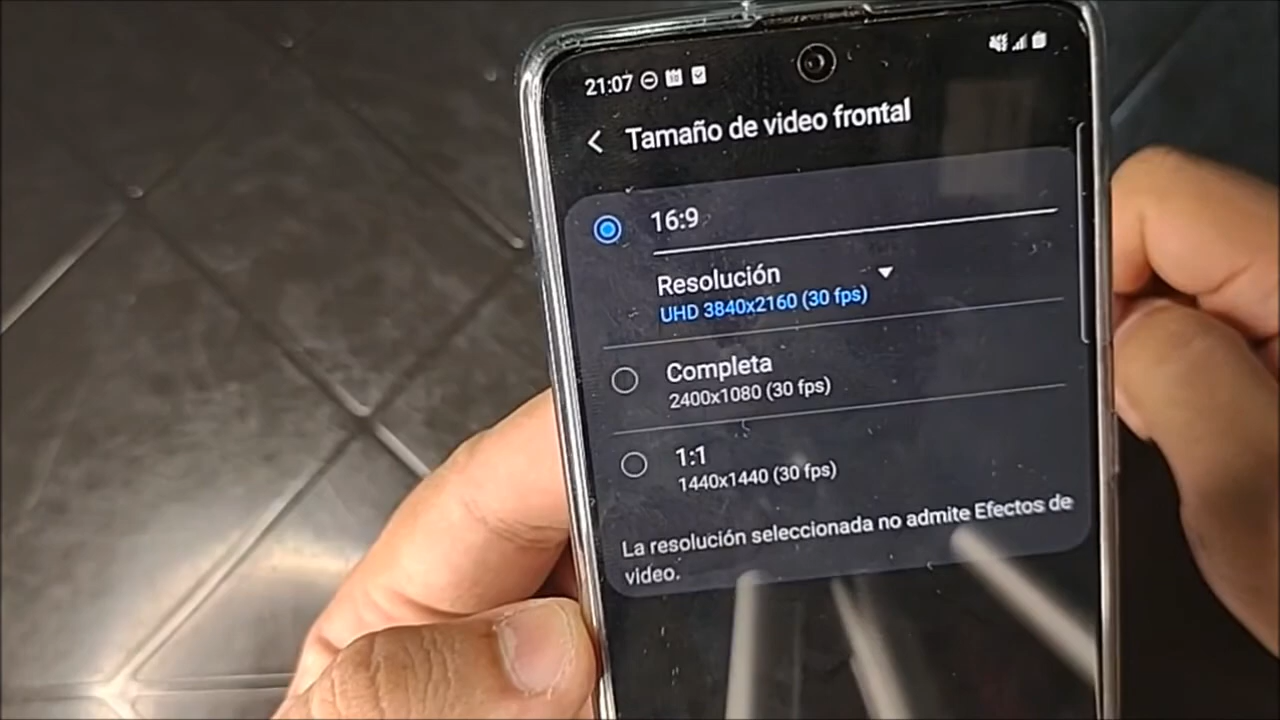 21:07
Tamaño de video frontal
16:9
Resolución
UHD 3840x2160 (30 fps)
Completa
2400x1080 (30 fps)
1:1
1440x1440 (30 fps)
La resolución seleccionada no admite Efectos de
video.